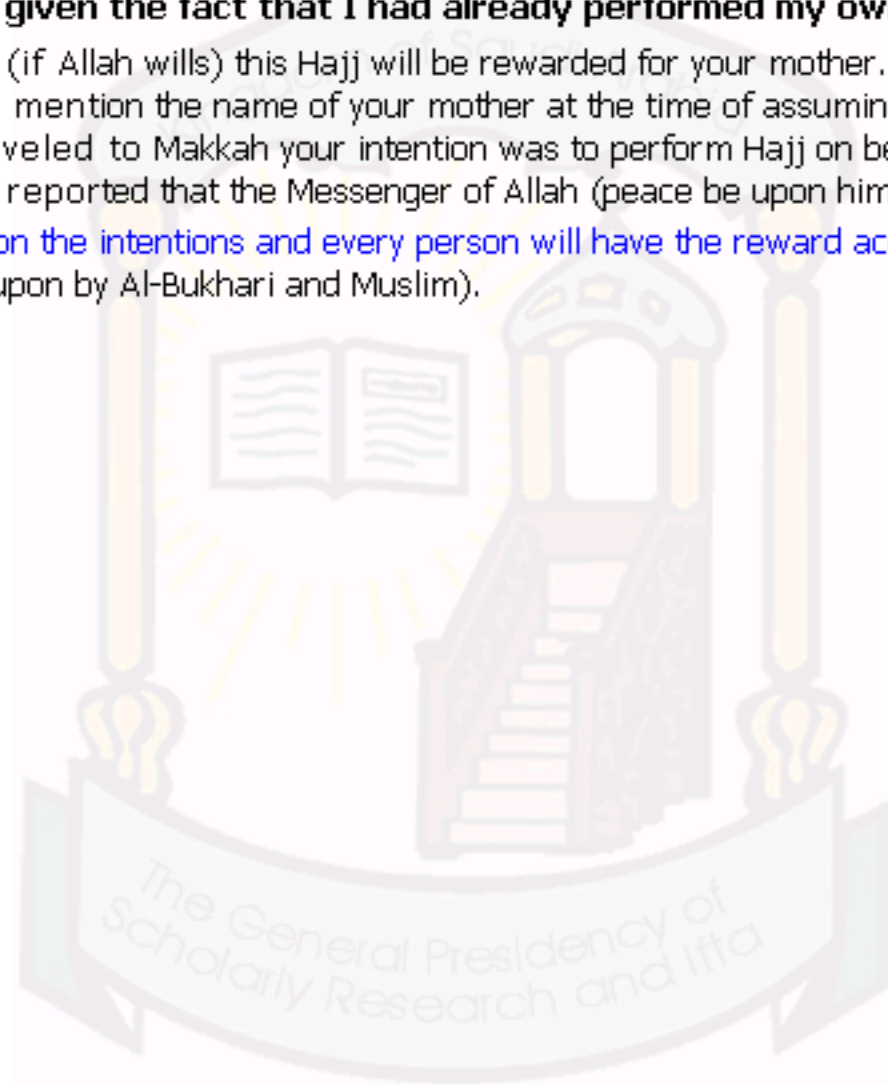 given the fact that I had already performed my ow
(if Allah wills) this Hajj will be rewarded for your mother.
mention the name of your mother at the time of assumin
veled to Makkah your intention was to perform Hajj on be
reported that the Messenger of Allah (peace be upon him
on the intentions and every person will have the reward ac
upon by Al-Bukhari and Muslim).
Kingdom of Saudi Arabia
The General Presidency of
Scholarly Research and Ifta